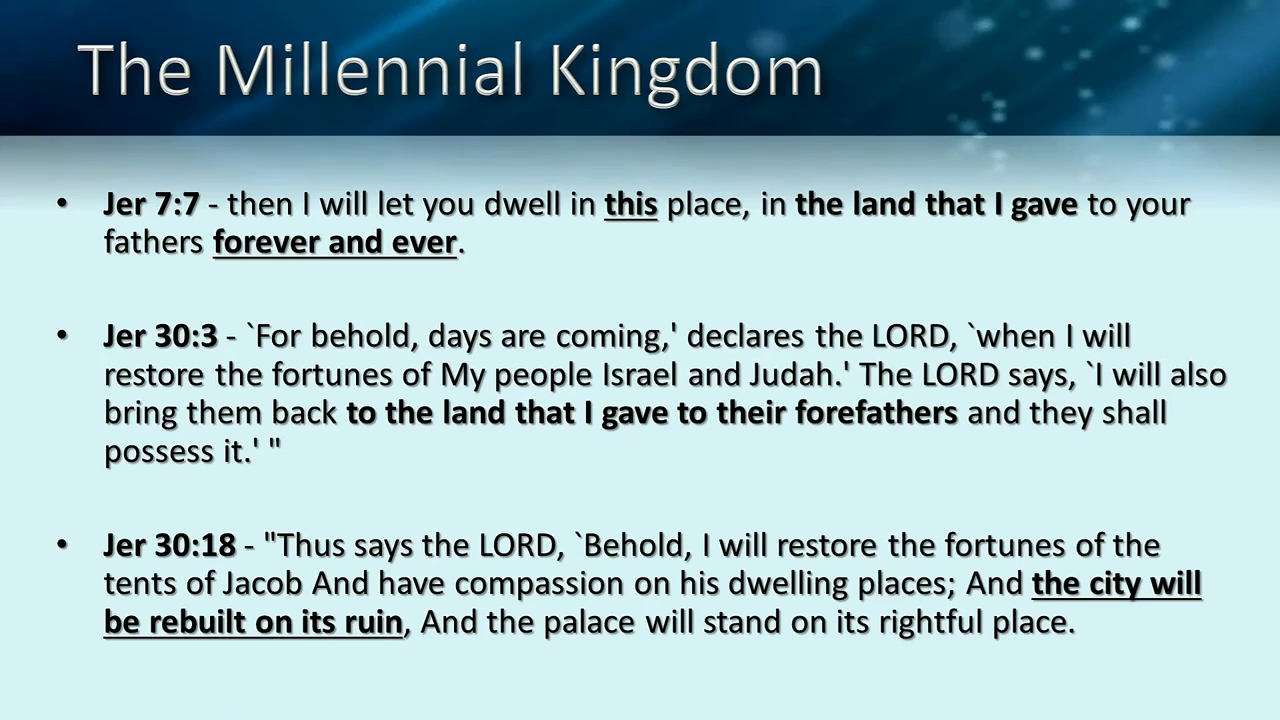 The Millennial Kingdom
• Jer 7:7 - then I will let you dwell in this place, in the land that I gave to your
fathers forever and ever.
• Jer 30:3 - `For behold, days are coming,' declares the LORD, `when I will
restore the fortunes of My people Israel and Judah.' The LORD says, `I will also
bring them back to the land that I gave to their forefathers and they shall
possess it.' "
• Jer 30:18 - "Thus says the LORD, `Behold, I will restore the fortunes of the
tents of Jacob And have compassion on his dwelling places; And the city will
be rebuilt on its ruin, And the palace will stand on its rightful place.